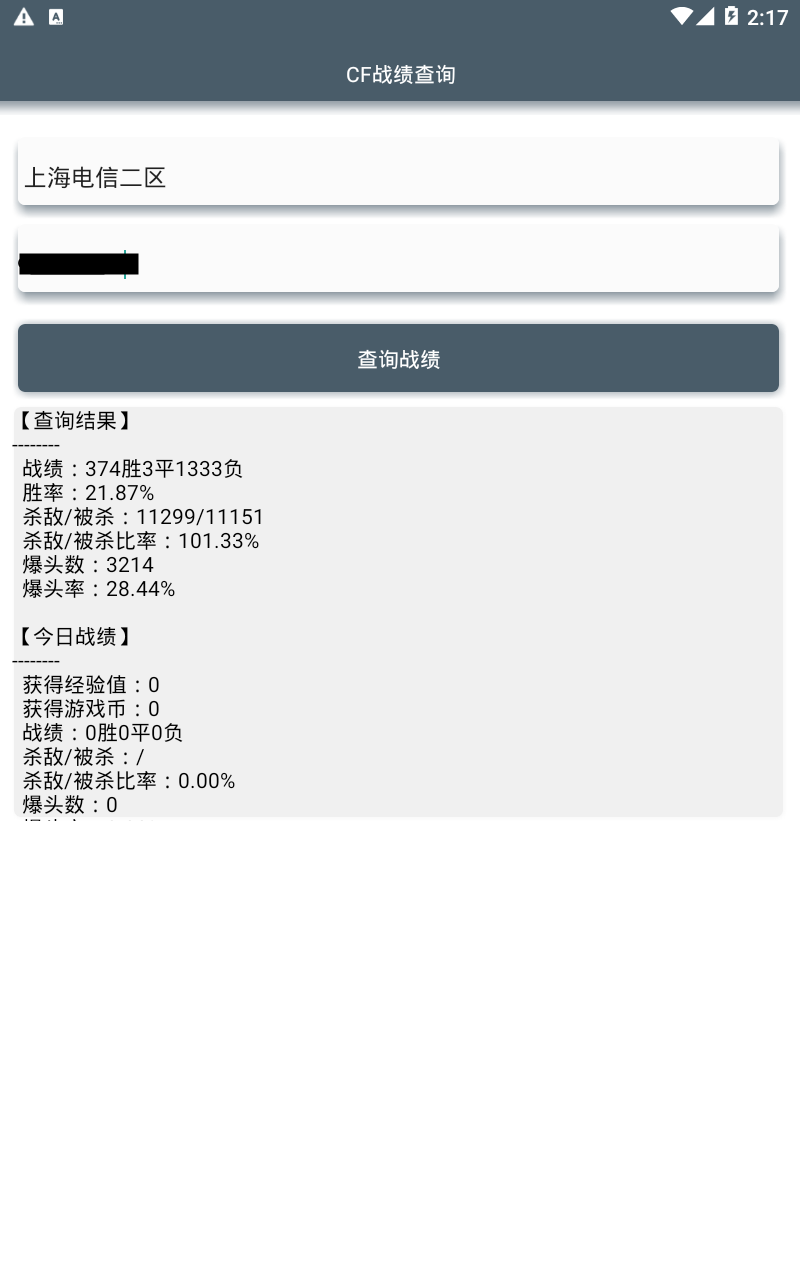 2:17
CF战绩查询
上海电信二区
查询战绩
【查询结果】
--------
战绩：374胜3平1333负
胜率：21.87%
杀敌/被杀：11299/11151
杀敌/被杀比率：101.33%
爆头数：3214
爆头率：28.44%
【今日战绩】
--------
获得经验值：0
获得游戏币：0
战绩：0胜0平0负
杀敌/被杀：/
杀敌/被杀比率：0.00%
爆头数：0